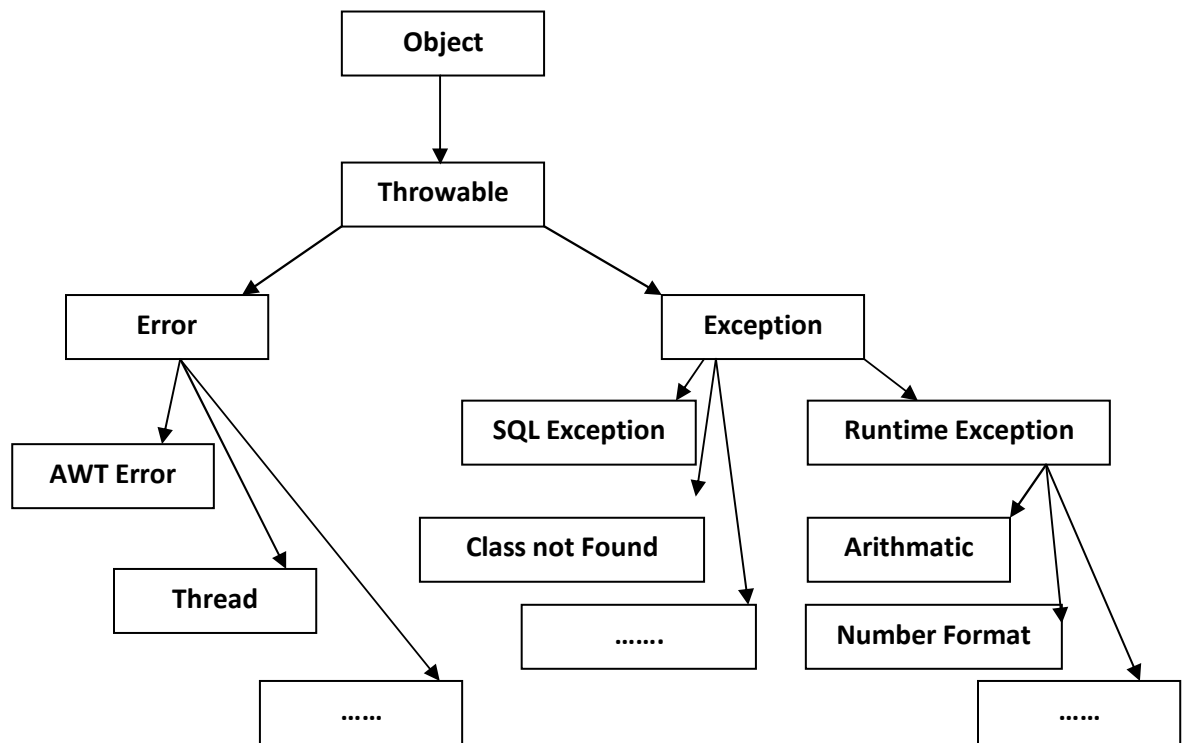 Object
Throwable
Error
Exception
SQL Exception
Runtime Exception
AWT Error
Class not Found
Arithmatic
Thread
…….
Number Format
……
……